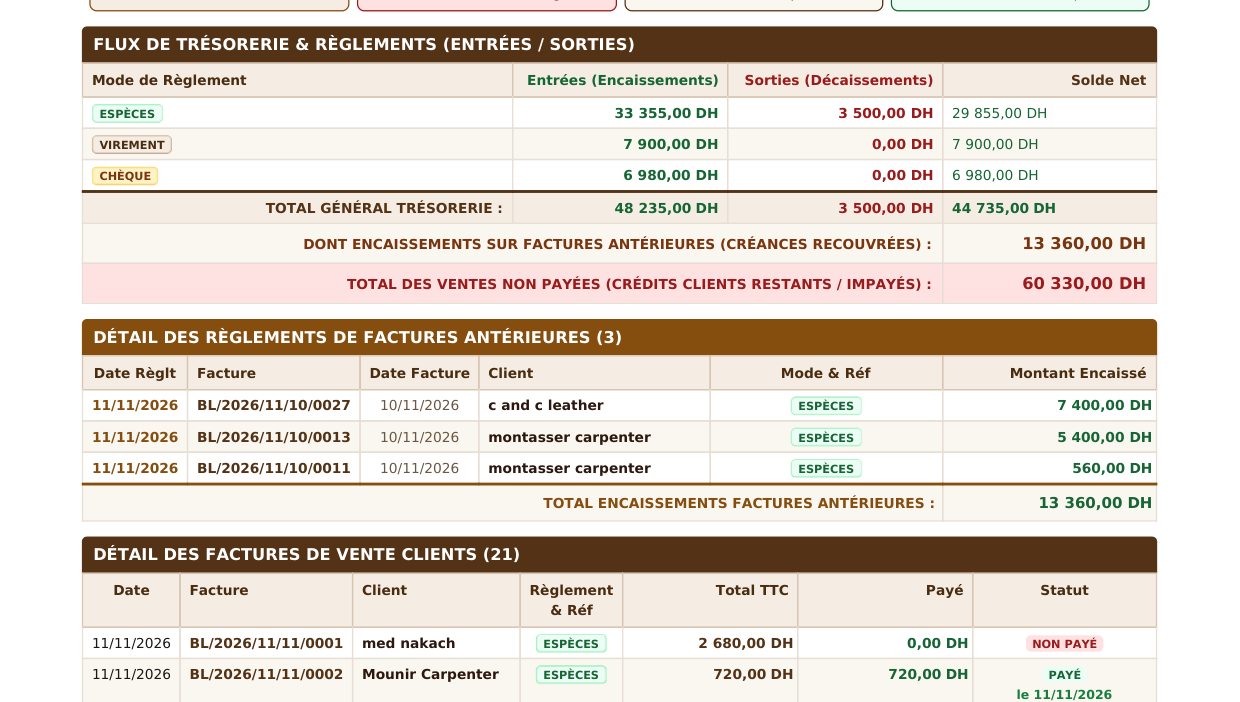 FLUX DE TRÉSORERIE & RÈGLEMENTS (ENTRÉES / SORTIES)
Mode de Règlement Entrées (Encaissements) Sorties (Décaissements) Solde Net
ESPÈCES 33 355,00 DH 3 500,00 DH 29 855,00 DH
VIREMENT 7 900,00 DH 0,00 DH 7 900,00 DH
CHÈQUE 6 980,00 DH 0,00 DH 6 980,00 DH
TOTAL GÉNÉRAL TRÉSORERIE : 48 235,00 DH 3 500,00 DH 44 735,00 DH
DONT ENCAISSEMENTS SUR FACTURES ANTÉRIEURES (CRÉANCES RECOUVRÉES) : 13 360,00 DH
TOTAL DES VENTES NON PAYÉES (CRÉDITS CLIENTS RESTANTS / IMPAYÉS) : 60 330,00 DH
DÉTAIL DES RÈGLEMENTS DE FACTURES ANTÉRIEURES (3)
Date Règlt Facture Date Facture Client Mode & Réf Montant Encaissé
11/11/2026 BL/2026/11/10/0027 10/11/2026 c and c leather ESPÈCES 7 400,00 DH
11/11/2026 BL/2026/11/10/0013 10/11/2026 montasser carpenter ESPÈCES 5 400,00 DH
11/11/2026 BL/2026/11/10/0011 10/11/2026 montasser carpenter ESPÈCES 560,00 DH
TOTAL ENCAISSEMENTS FACTURES ANTÉRIEURES : 13 360,00 DH
DÉTAIL DES FACTURES DE VENTE CLIENTS (21)
Date Facture Client Règlement Total TTC Payé Statut
& Réf
11/11/2026 BL/2026/11/11/0001 med nakach ESPÈCES 2 680,00 DH 0,00 DH NON PAYÉ
11/11/2026 BL/2026/11/11/0002 Mounir Carpenter ESPÈCES 720,00 DH 720,00 DH PAYÉ
le 11/11/2026